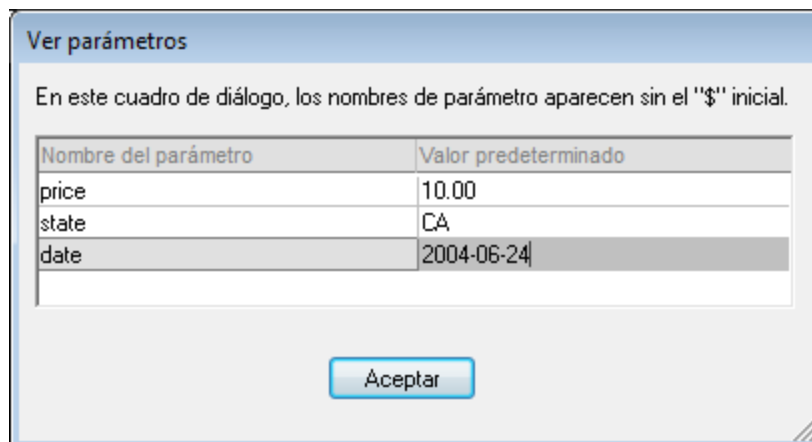 Ver parámetros
En este cuadro de diálogo, los nombres de parámetro aparecen sin el "$" inicial.
Nombre del parámetro Valor predeterminado
price 10.00
state CA
date 2004-06-24
Aceptar